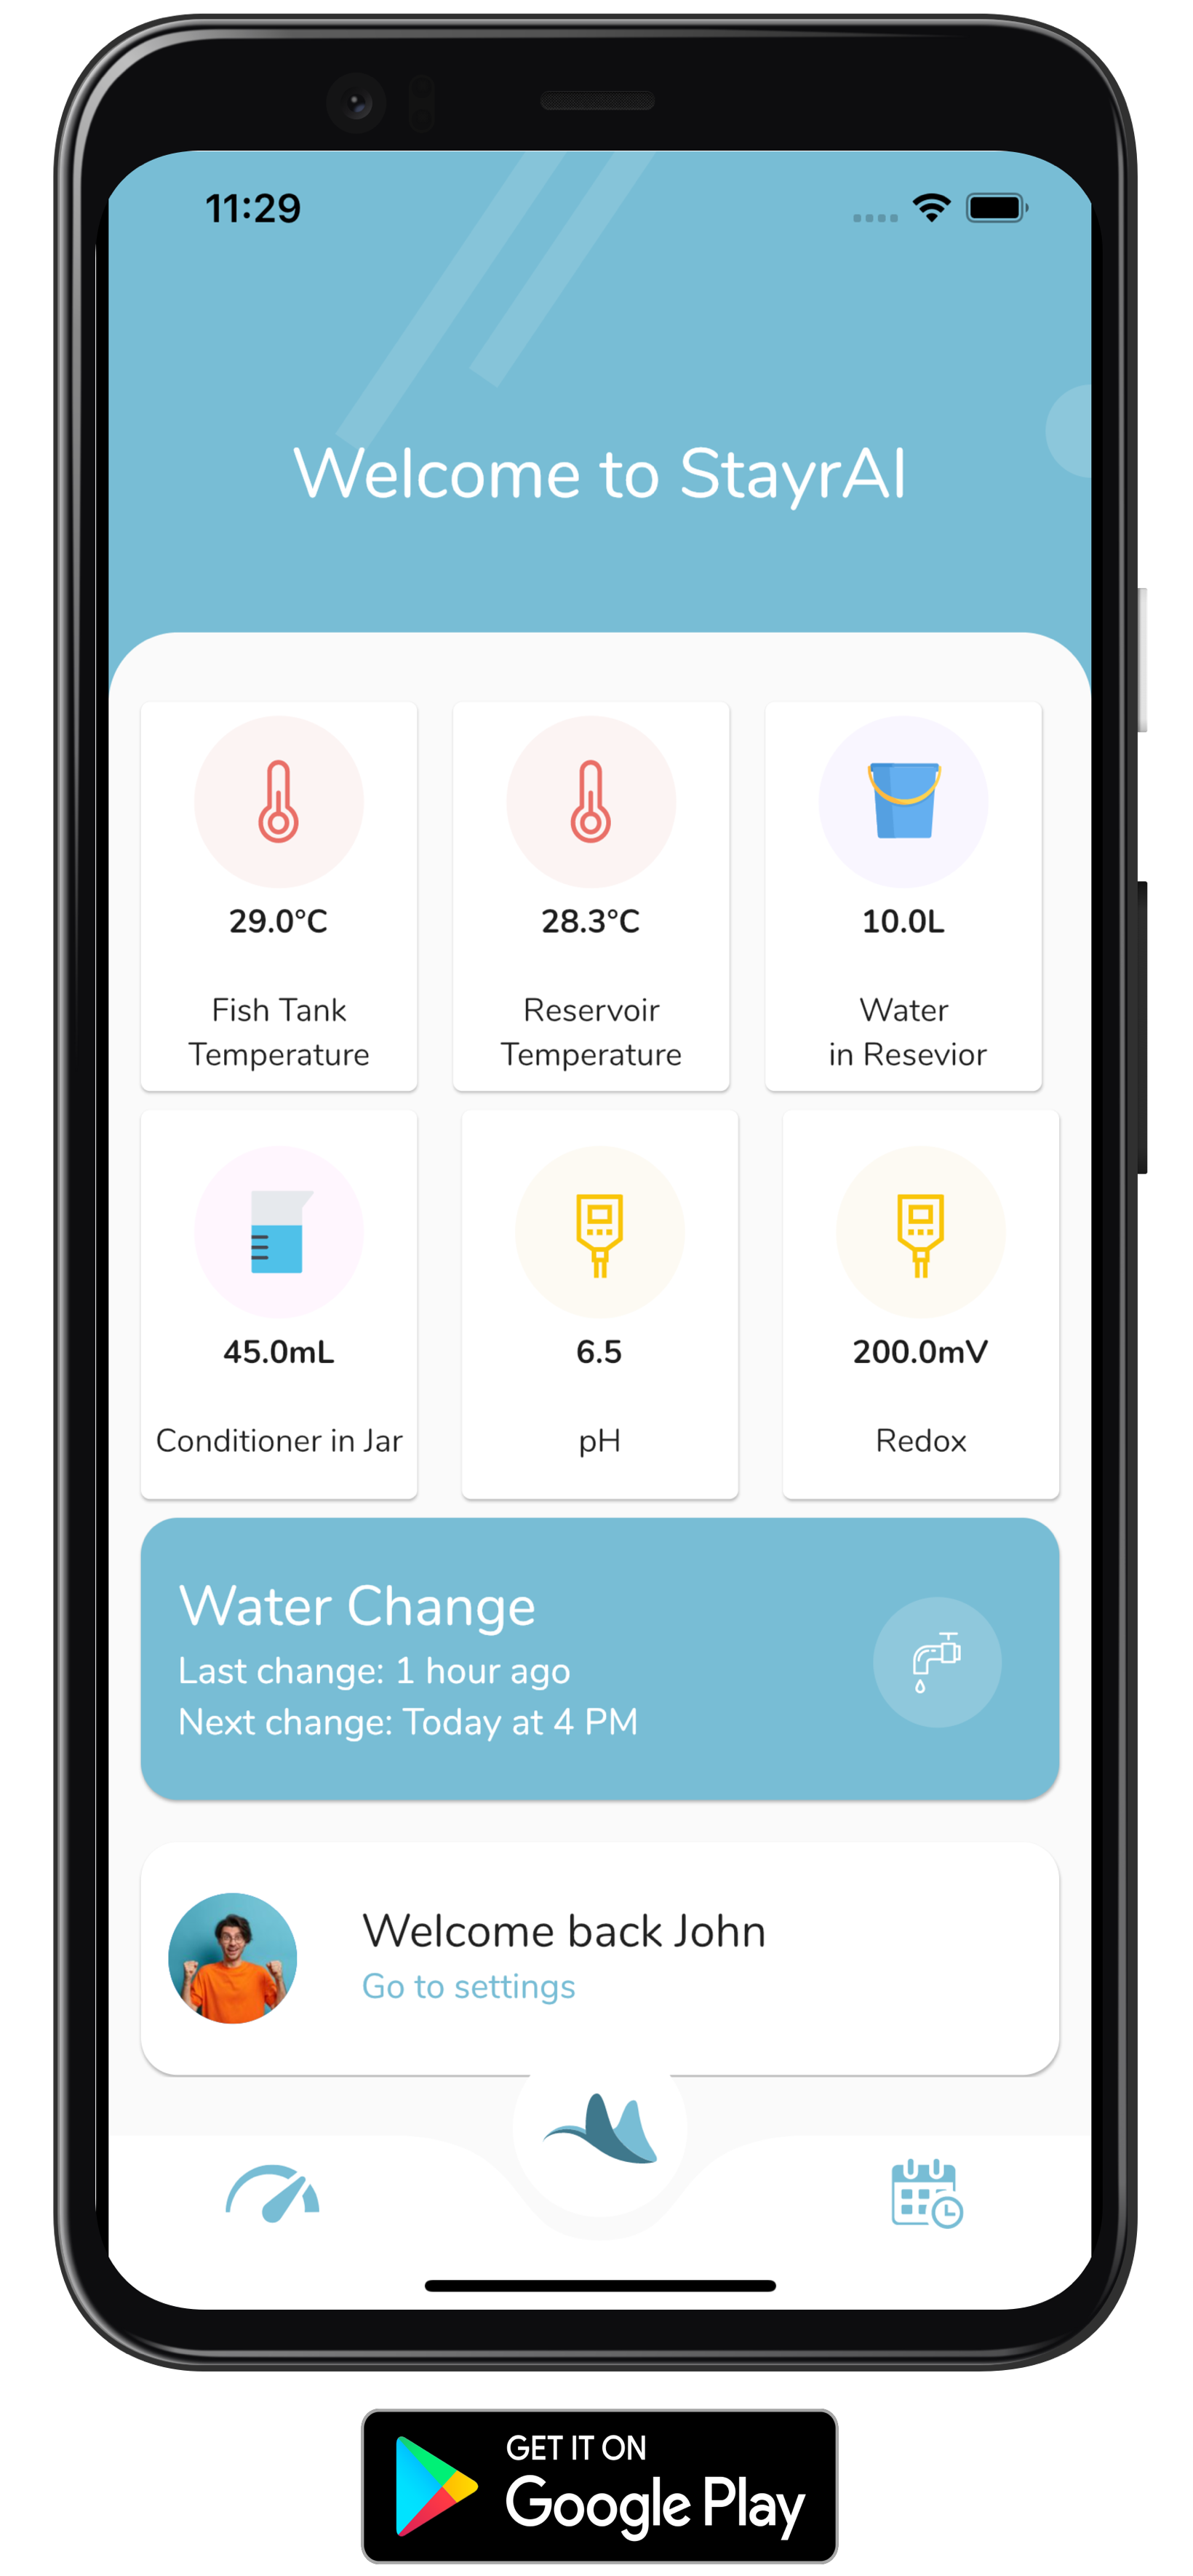 11:29
Welcome to StayrAI
29.0°C
Fish Tank
Temperature
28.3°C
Reservoir
Temperature
10.0L
Water
in Resevior
45.0mL
Conditioner in Jar
6.5
pH
200.0mV
Redox
Water Change
Last change: 1 hour ago
Next change: Today at 4 PM
Welcome back John
Go to settings
GET IT ON
Google Play